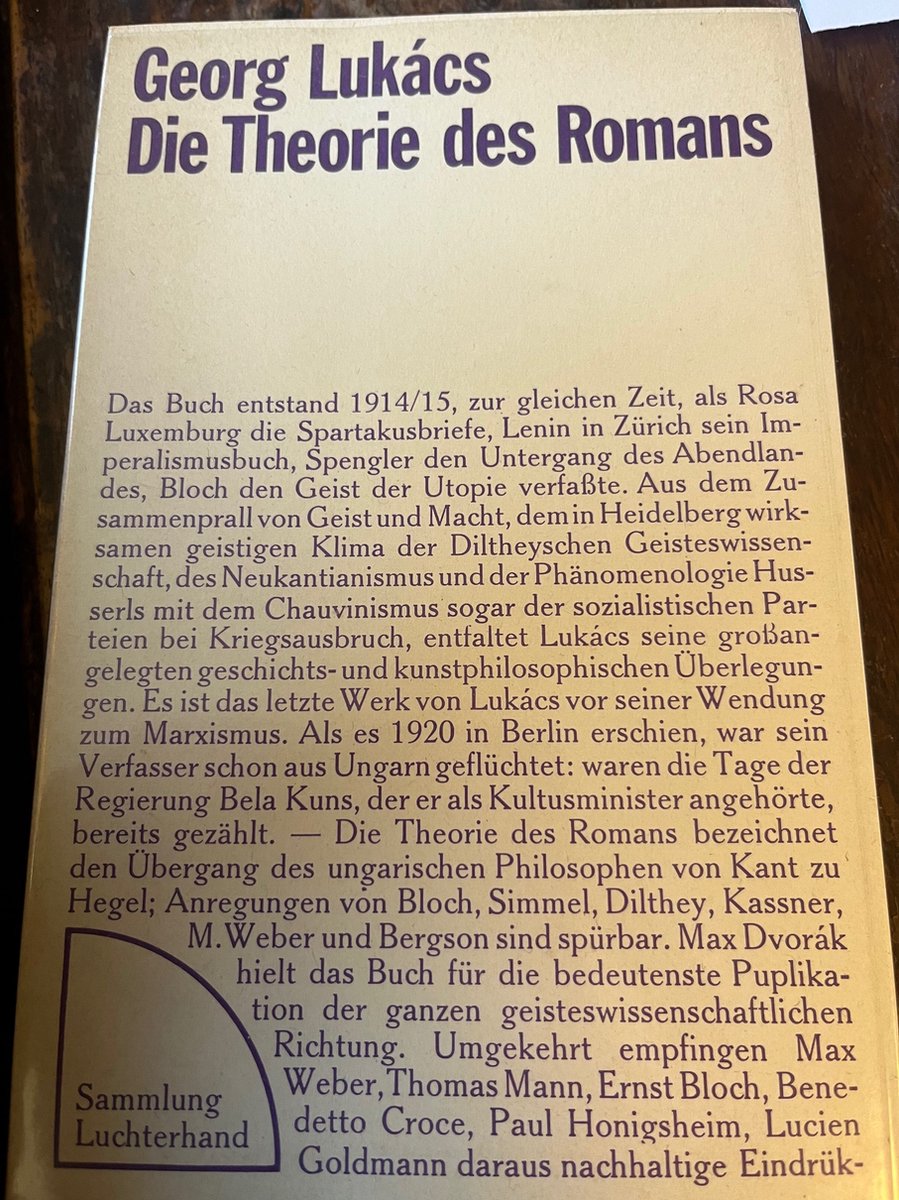 Georg Lukács
Die Theorie des Romans
Das Buch entstand 1914/15, zur gleichen Zeit, als Rosa
Luxemburg die Spartakusbriefe, Lenin in Zürich sein Im-
peralismusbuch, Spengler den Untergang des Abendlan-
des, Bloch den Geist der Utopie verfaßte. Aus dem Zu-
sammenprall von Geist und Macht, dem in Heidelberg wirk-
samen geistigen Klima der Diltheyschen Geisteswissen-
schaft, des Neukantianismus und der Phänomenologie Hus-
serls mit dem Chauvinismus sogar der sozialistischen Par-
teien bei Kriegsausbruch, entfaltet Lukács seine großan-
gelegten geschichts- und kunstphilosophischen Überlegun-
gen. Es ist das letzte Werk von Lukács vor seiner Wendung
zum Marxismus. Als es 1920 in Berlin erschien, war sein
Verfasser schon aus Ungarn geflüchtet: waren die Tage der
Regierung Bela Kuns, der er als Kultusminister angehörte,
bereits gezählt. — Die Theorie des Romans bezeichnet
den Übergang des ungarischen Philosophen von Kant zu
Hegel; Anregungen von Bloch, Simmel, Dilthey, Kassner,
M. Weber und Bergson sind spürbar. Max Dvorák
hielt das Buch für die bedeutenste Puplika-
tion der ganzen geisteswissenschaftlichen
Richtung. Umgekehrt empfingen Max
Weber, Thomas Mann, Ernst Bloch, Bene-
detto Croce, Paul Honigsheim, Lucien
Goldmann daraus nachhaltige Eindrük-
Sammlung
Luchterhand